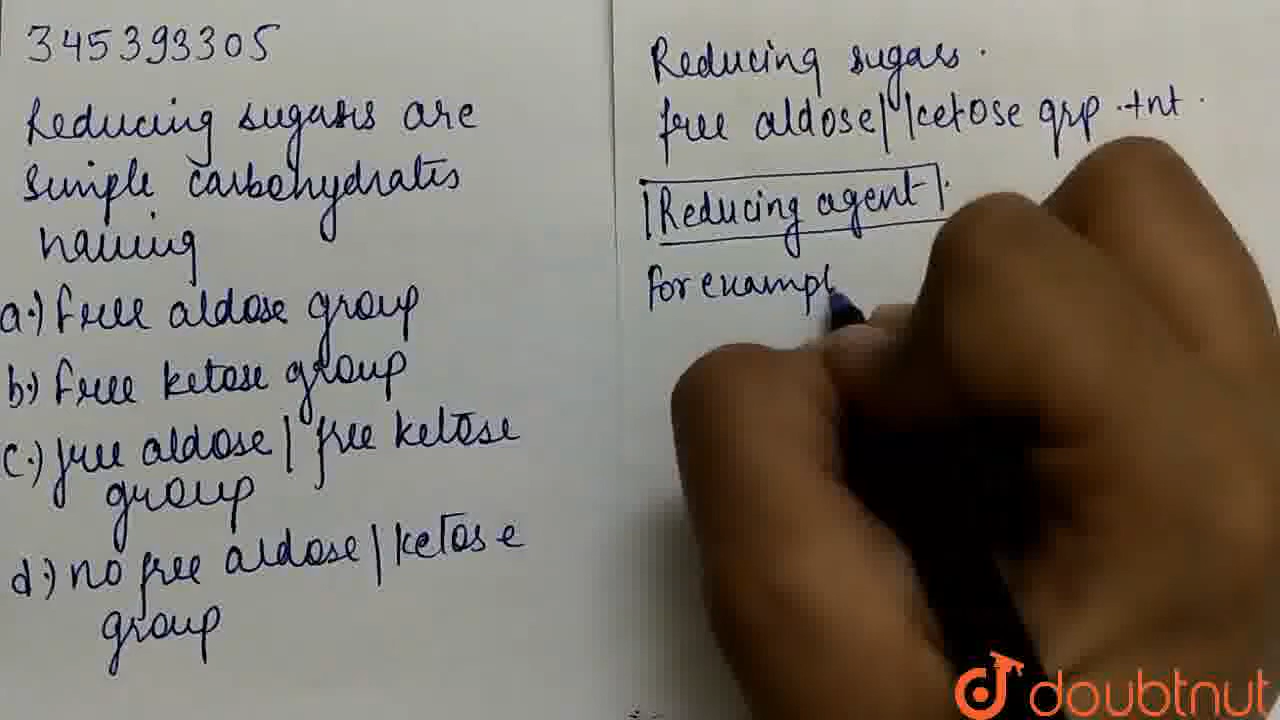 345393305
Reducing sugars are
simple carbohydrates
having
a.) free aldose group
b.) free ketose group
c.) free aldose/free ketose
group
d.) no free aldose/ketose
group
Reducing sugars.
free aldose/ketose grp. +nt.
Reducing agent.
for exampl
doubtnut